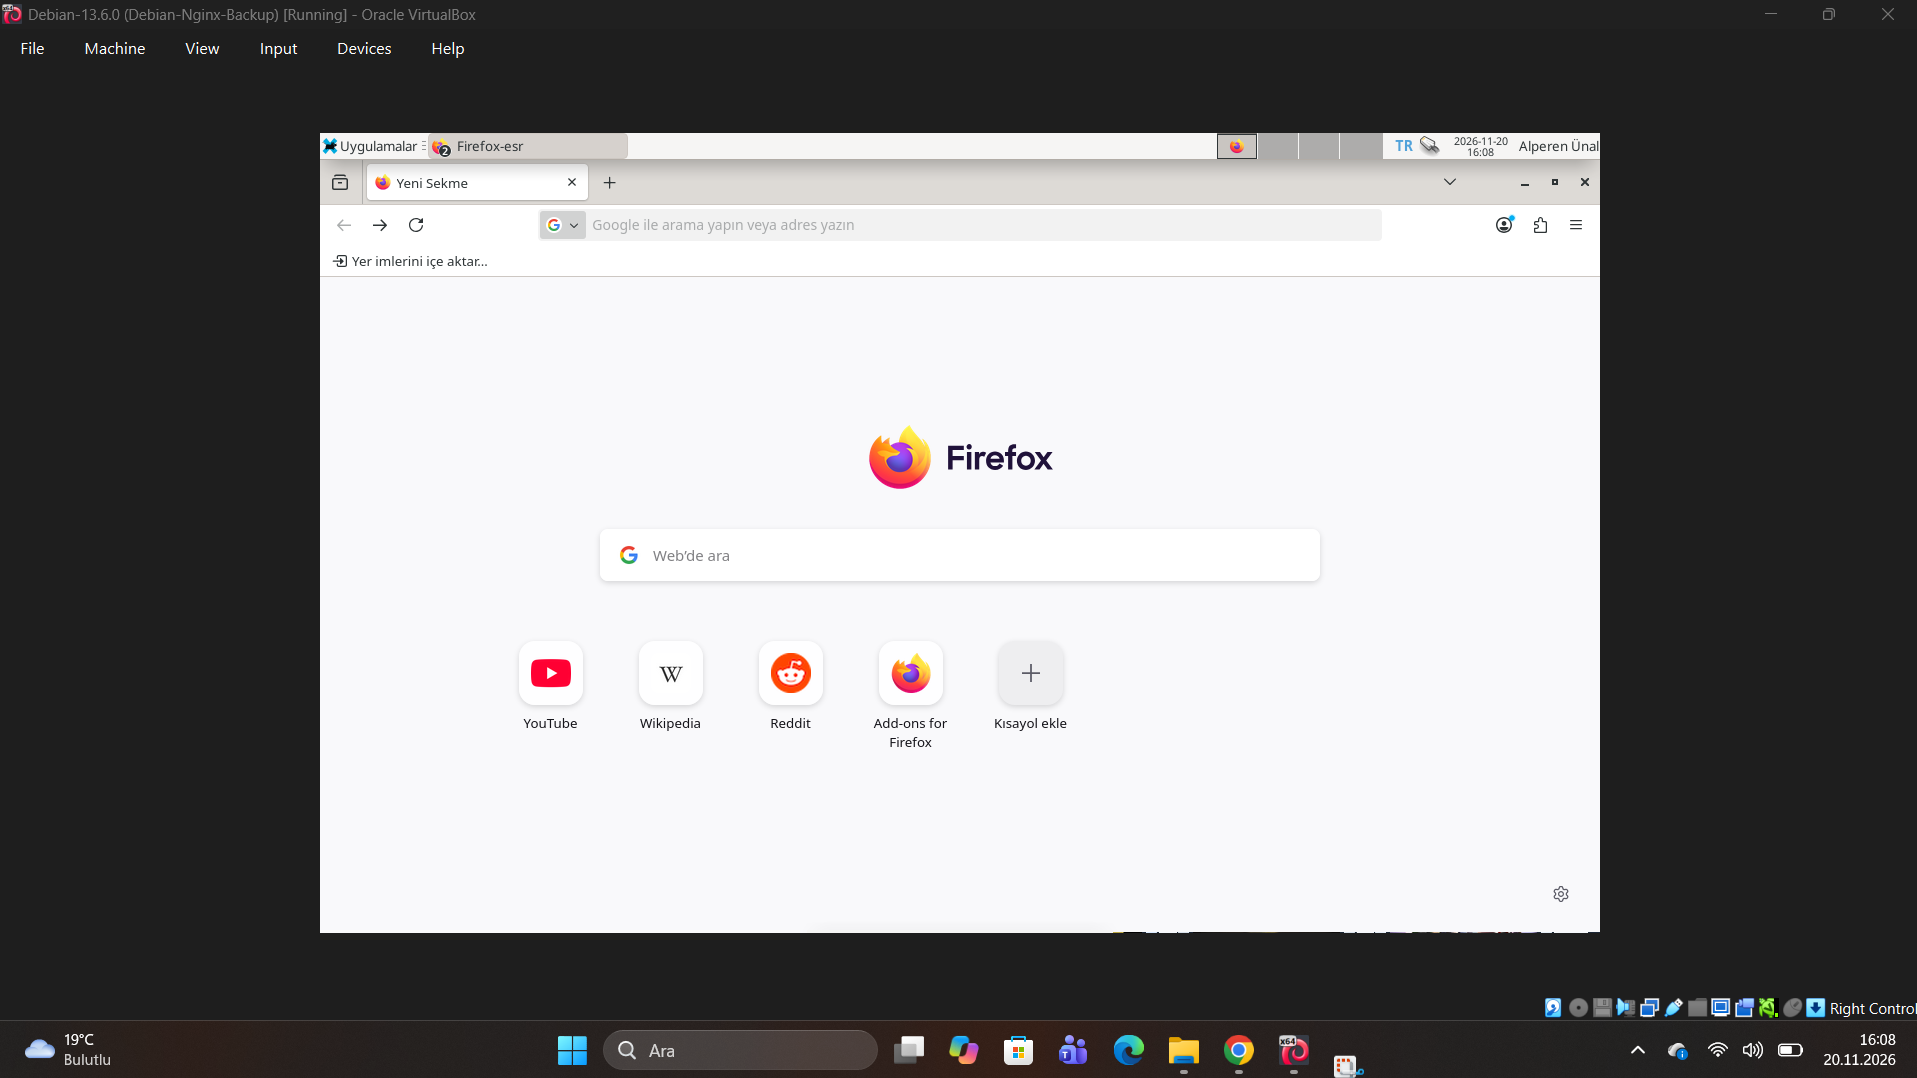 Debian-13.6.0 (Debian-Nginx-Backup) [Running] - Oracle VirtualBox
File Machine View Input Devices Help
Uygulamalar 2 Firefox-esr TR 2026-11-20 Alperen Ünal
16:08
Yeni Sekme
Google ile arama yapın veya adres yazın
Yer imlerini içe aktar...
Firefox
Web'de ara
W
YouTube Wikipedia Reddit Add-ons for Kısayol ekle
Firefox
Right Control
19°C
Bulutlu
Ara
x64
16:08
20.11.2026